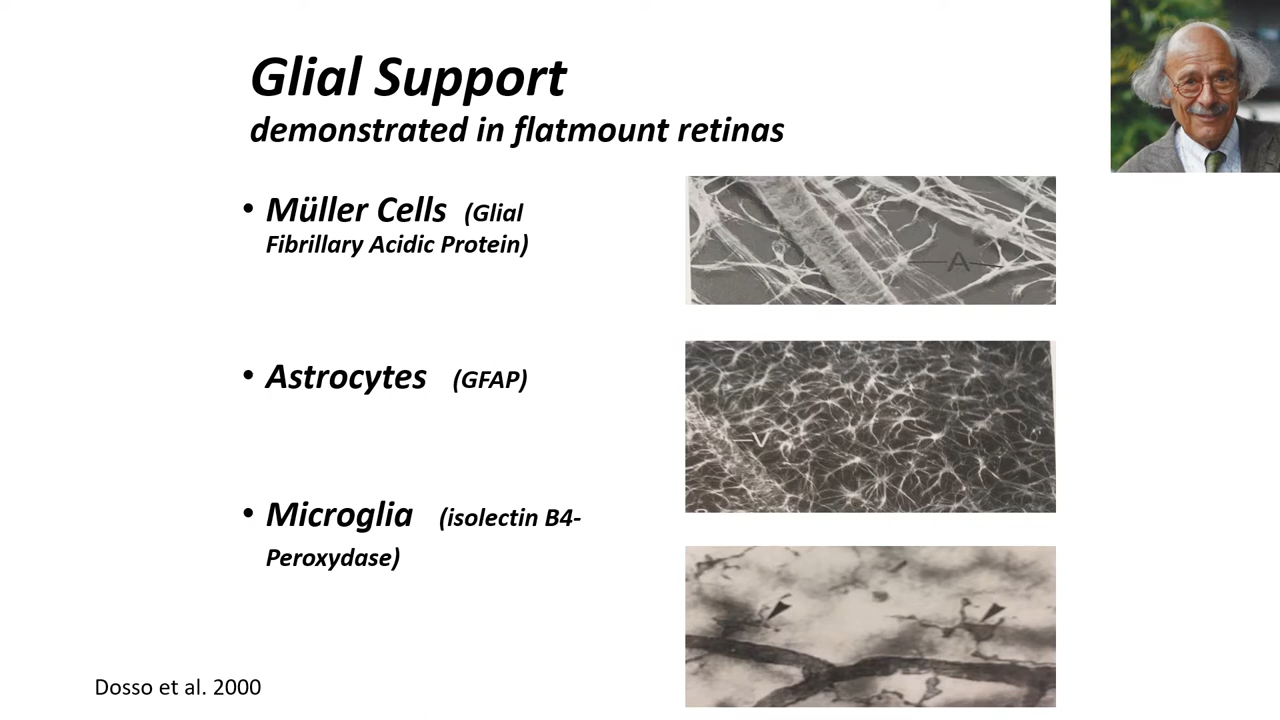 Glial Support
demonstrated in flatmount retinas
• Müller Cells (Glial
Fibrillary Acidic Protein)
A
• Astrocytes (GFAP)
V
• Microglia (isolectin B4-
Peroxydase)
Dosso et al. 2000